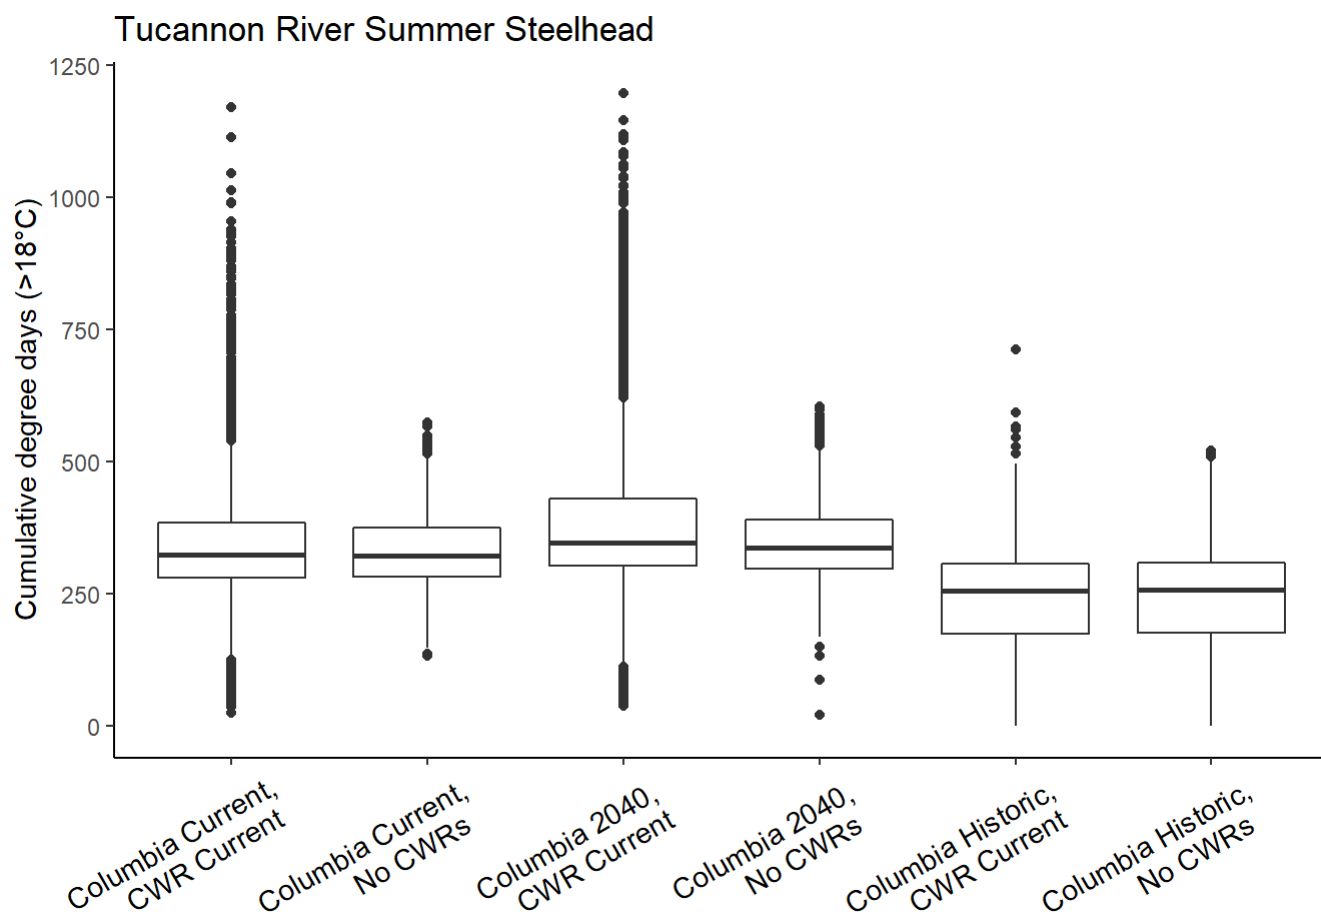 Tucannon River Summer Steelhead
Cumulative degree days (>18°C)
1250
1000
750
500
250
0
Columbia Current,
CWR Current
Columbia Current,
No CWRs
Columbia 2040,
CWR Current
Columbia 2040,
No CWRs
Columbia Historic,
CWR Current
Columbia Historic,
No CWRs